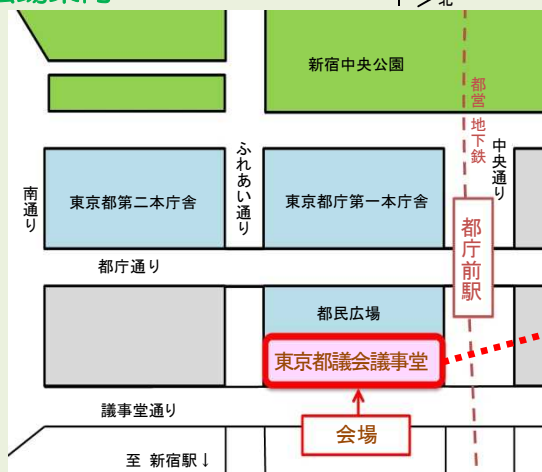 北
新宿中央公園
都営地下鉄
中央通り
ふれあい通り
南通り
東京都第二本庁舎
東京都庁第一本庁舎
都庁前駅
都庁通り
都民広場
東京都議会議事堂
議事堂通り
会場
至 新宿駅↓